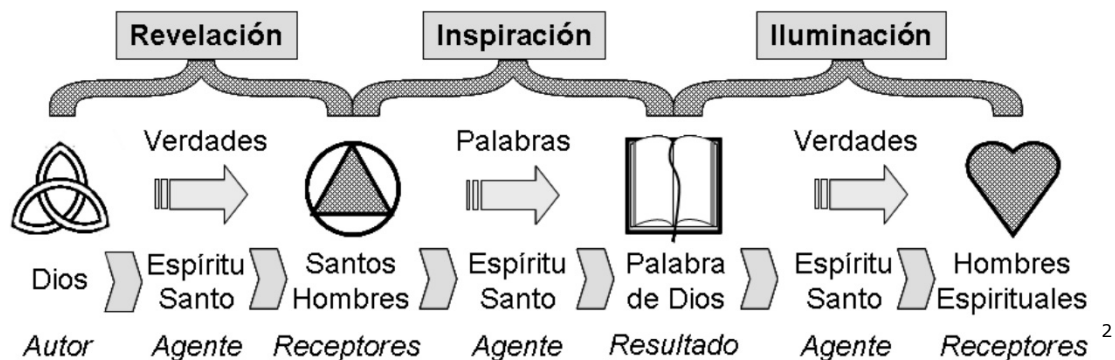 Revelación Inspiración Iluminación
Verdades Palabras Verdades
Dios Espíritu Santo Santos Hombres Espíritu Santo Palabra de Dios Espíritu Santo Hombres Espirituales
Autor Agente Receptores Agente Resultado Agente Receptores 2